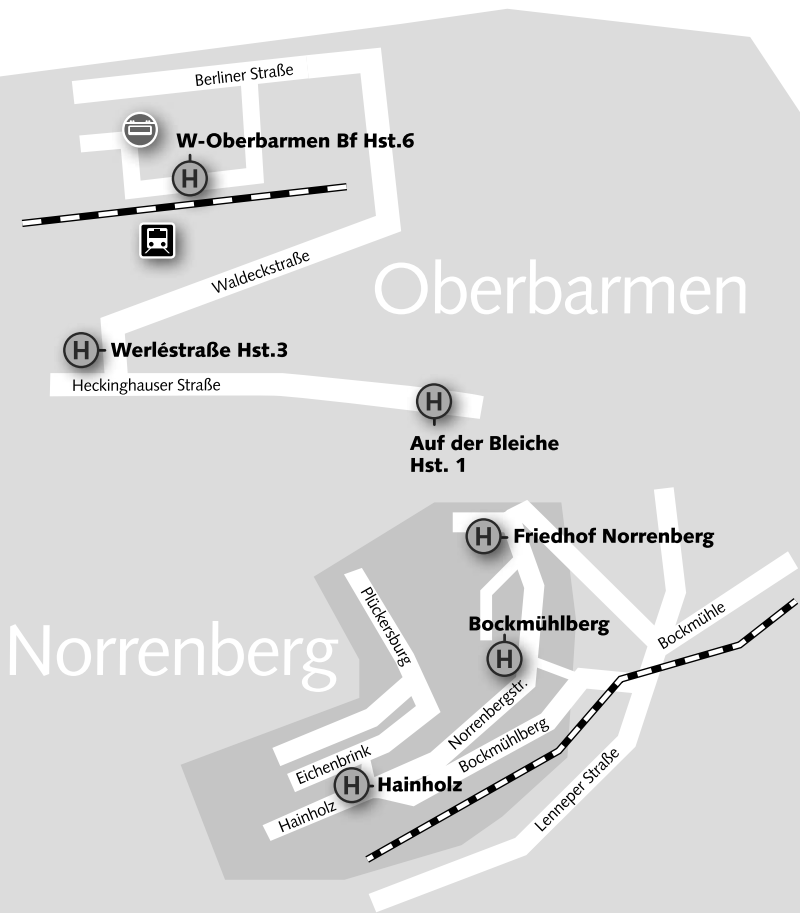 Berliner Straße
W-Oberbarmen Bf Hst.6
H
Waldeckstraße
Oberbarmen
H
Werléstraße Hst.3
Heckinghauser Straße
H
Auf der Bleiche
Hst. 1
H
Friedhof Norrenberg
Plückersburg
Bockmühle
Bockmühlberg
Norrenberg
H
Norrenbergstr.
Bockmühlberg
Eichenbrink
H
Hainholz
Hainholz
Lenneper Straße